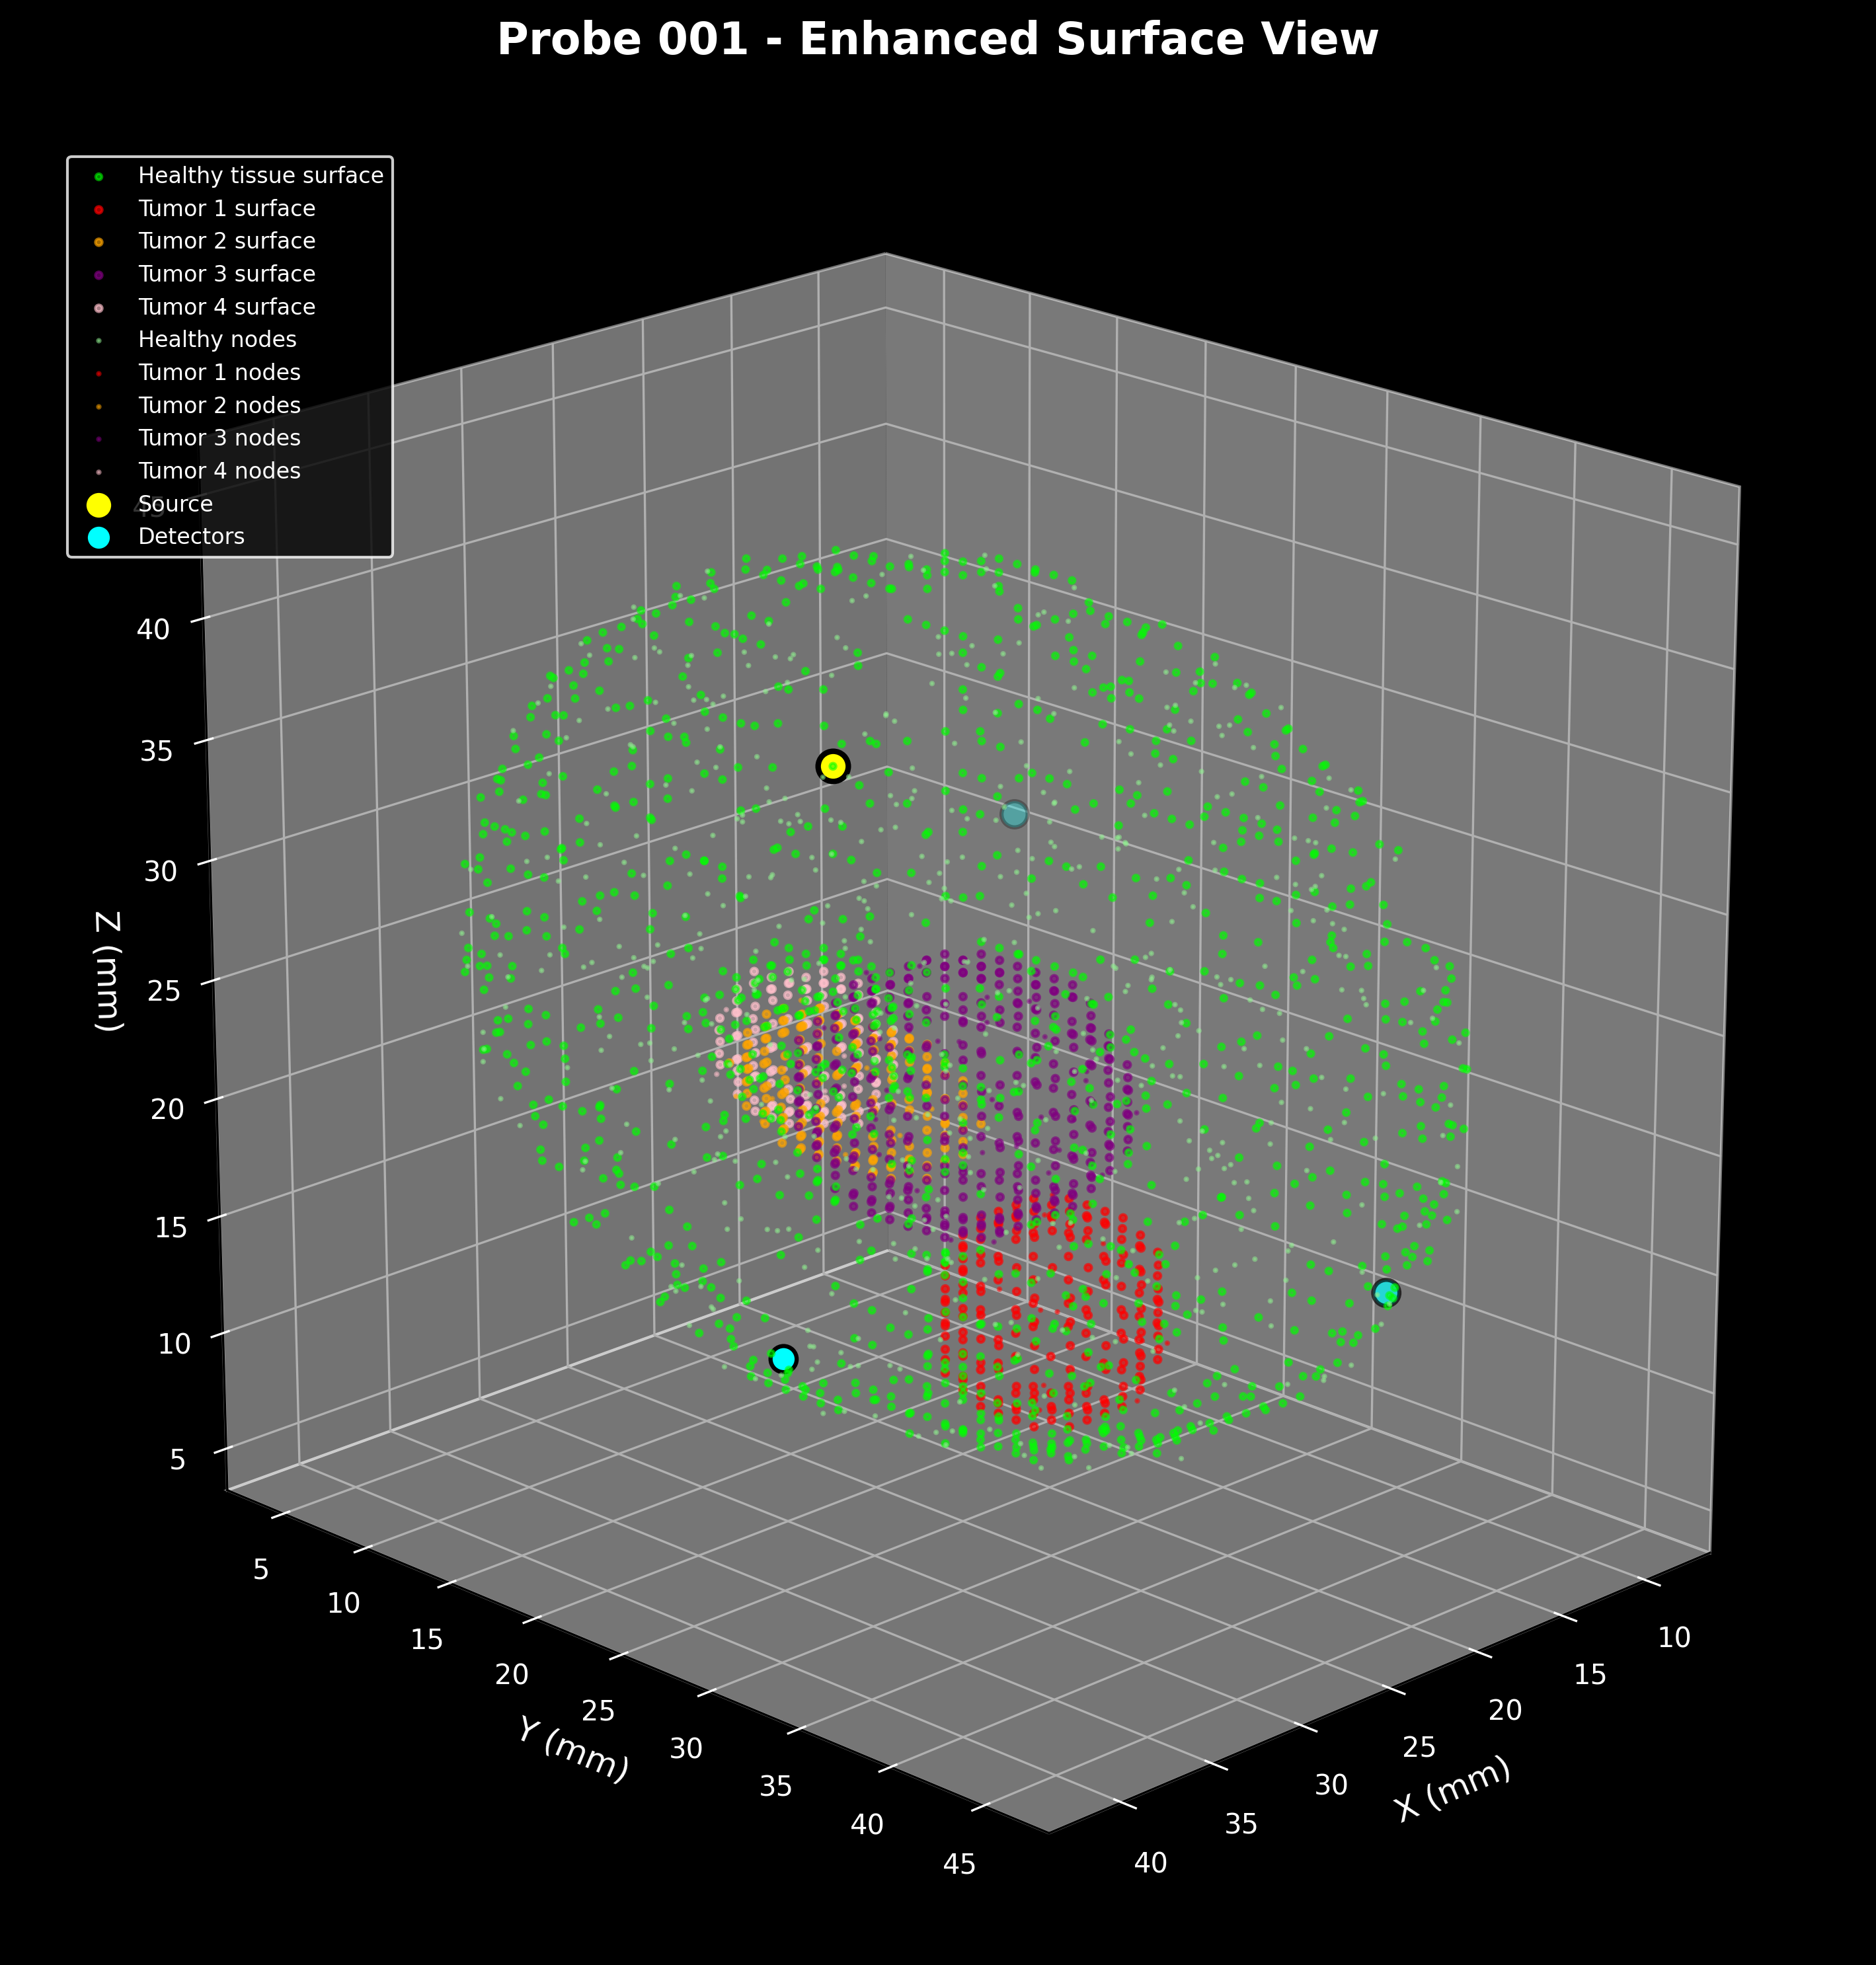 Probe 001 - Enhanced Surface View
Healthy tissue surface
Tumor 1 surface
Tumor 2 surface
Tumor 3 surface
Tumor 4 surface
Healthy nodes
Tumor 1 nodes
Tumor 2 nodes
Tumor 3 nodes
Tumor 4 nodes
Source
Detectors
45
40
35
30
25
20
15
10
5
Z (mm)
5
10
15
20
25
30
35
40
45
Y (mm)
10
15
20
25
30
35
40
X (mm)